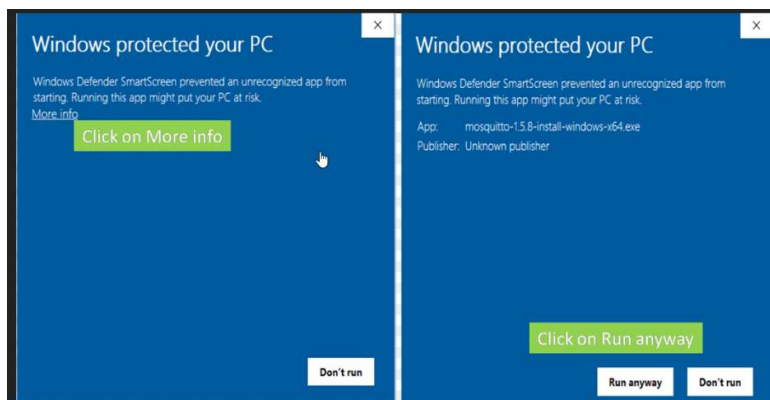 Windows protected your PC
Windows Defender SmartScreen prevented an unrecognized app from
starting. Running this app might put your PC at risk.
More info
Click on More info
Don't run
Windows protected your PC
Windows Defender SmartScreen prevented an unrecognized app from
starting. Running this app might put your PC at risk.
App: mosquitto-1.5.8-install-windows-x64.exe
Publisher: Unknown publisher
Click on Run anyway
Run anyway Don't run